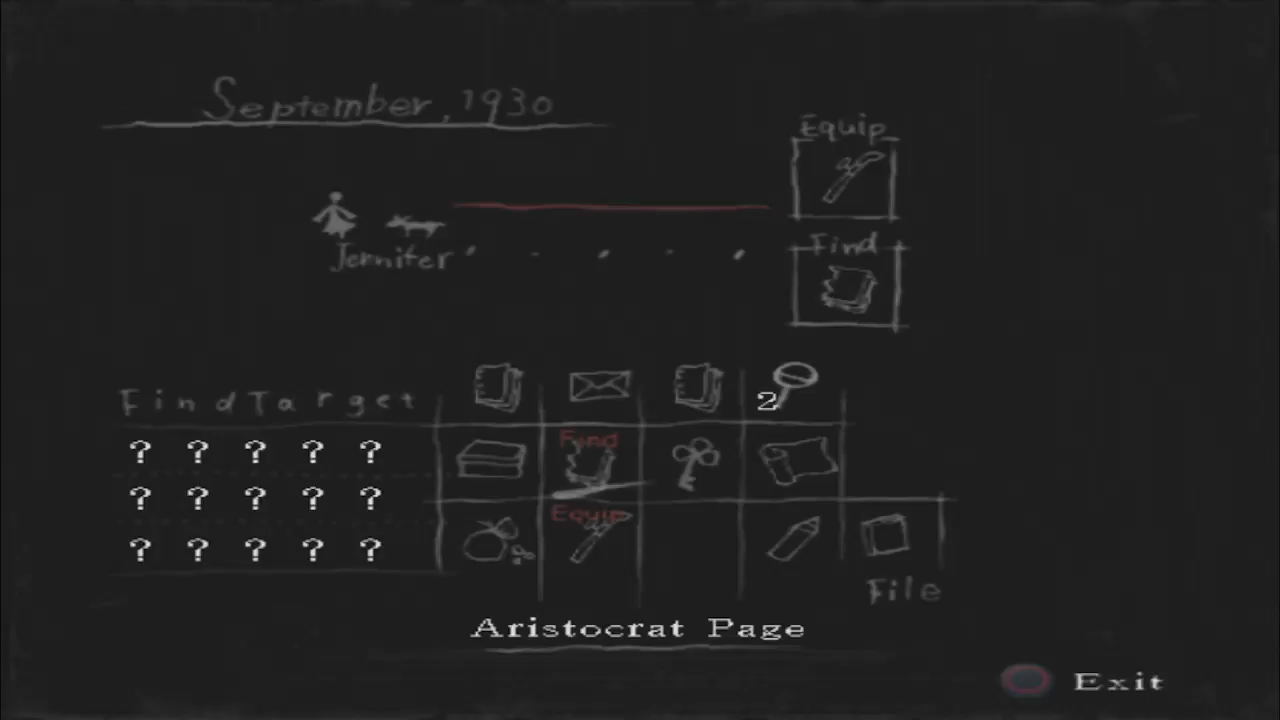 September, 1930
Equip
Find
Jennifer
FindTarget
2
? ? ? ? ?
Find
? ? ? ? ?
Equip
? ? ? ? ?
File
Aristocrat Page
Exit